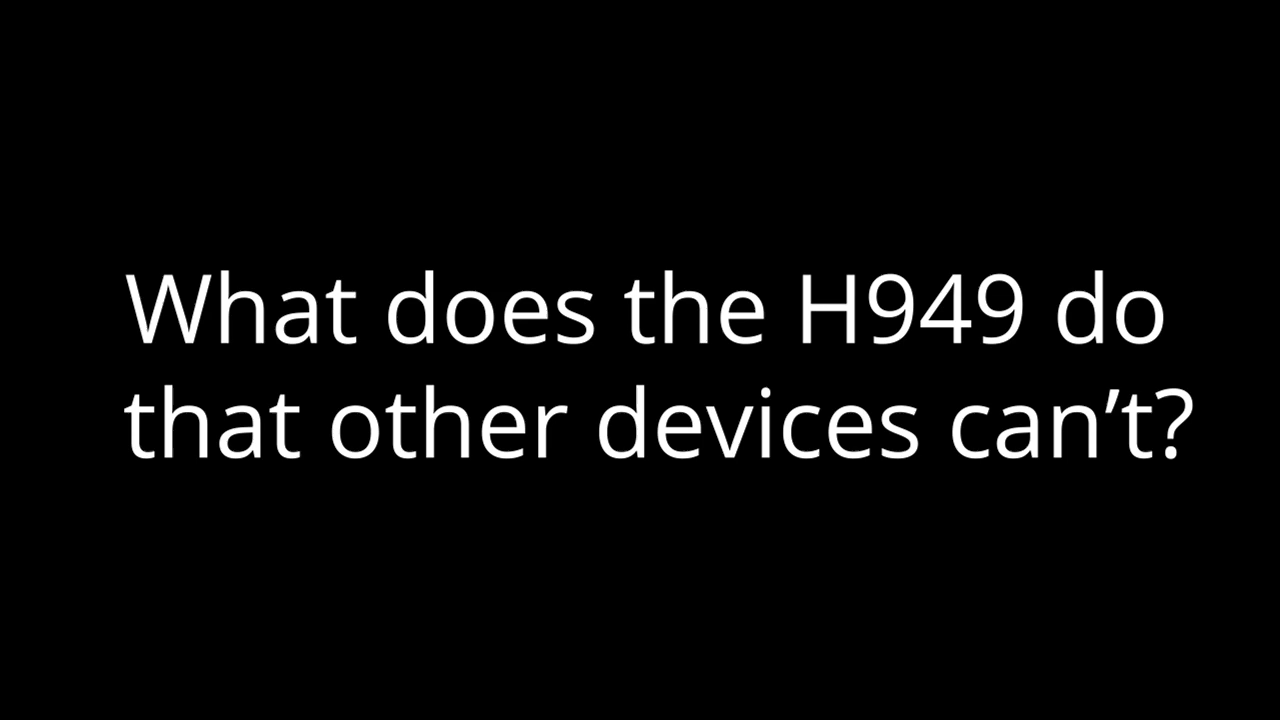 What does the H949 do
that other devices can’t?